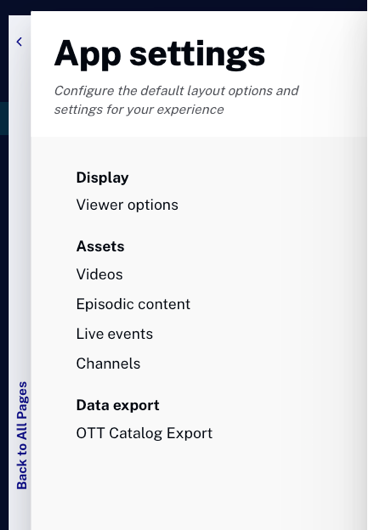 App settings
Configure the default layout options and
settings for your experience
Display
Viewer options
Assets
Videos
Episodic content
Live events
Channels
Data export
OTT Catalog Export
Back to All Pages